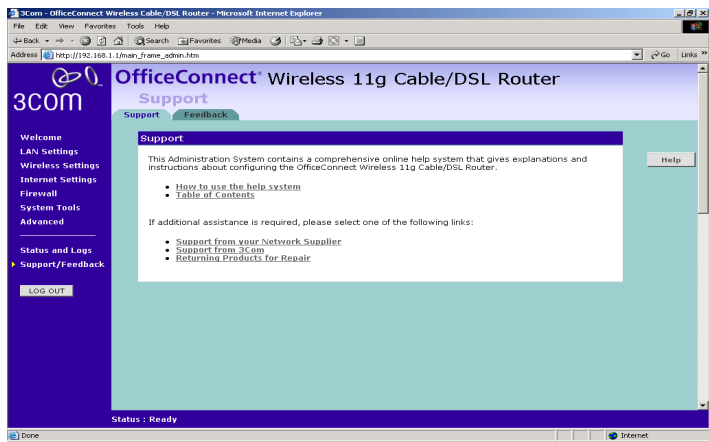 3Com - OfficeConnect Wireless Cable/DSL Router - Microsoft Internet Explorer
File Edit View Favorites Tools Help
Back Search Favorites Media
Address http://192.168.1.1/main_frame_admin.htm Go Links »
3COM
OfficeConnect® Wireless 11g Cable/DSL Router
Support
Support Feedback
Welcome
LAN Settings
Wireless Settings
Internet Settings
Firewall
System Tools
Advanced
Status and Logs
Support/Feedback
LOG OUT
Support
This Administration System contains a comprehensive online help system that gives explanations and
instructions about configuring the OfficeConnect Wireless 11g Cable/DSL Router.
• How to use the help system
• Table of Contents
If additional assistance is required, please select one of the following links:
• Support from your Network Supplier
• Support from 3Com
• Returning Products for Repair
Help
Status : Ready
Done Internet